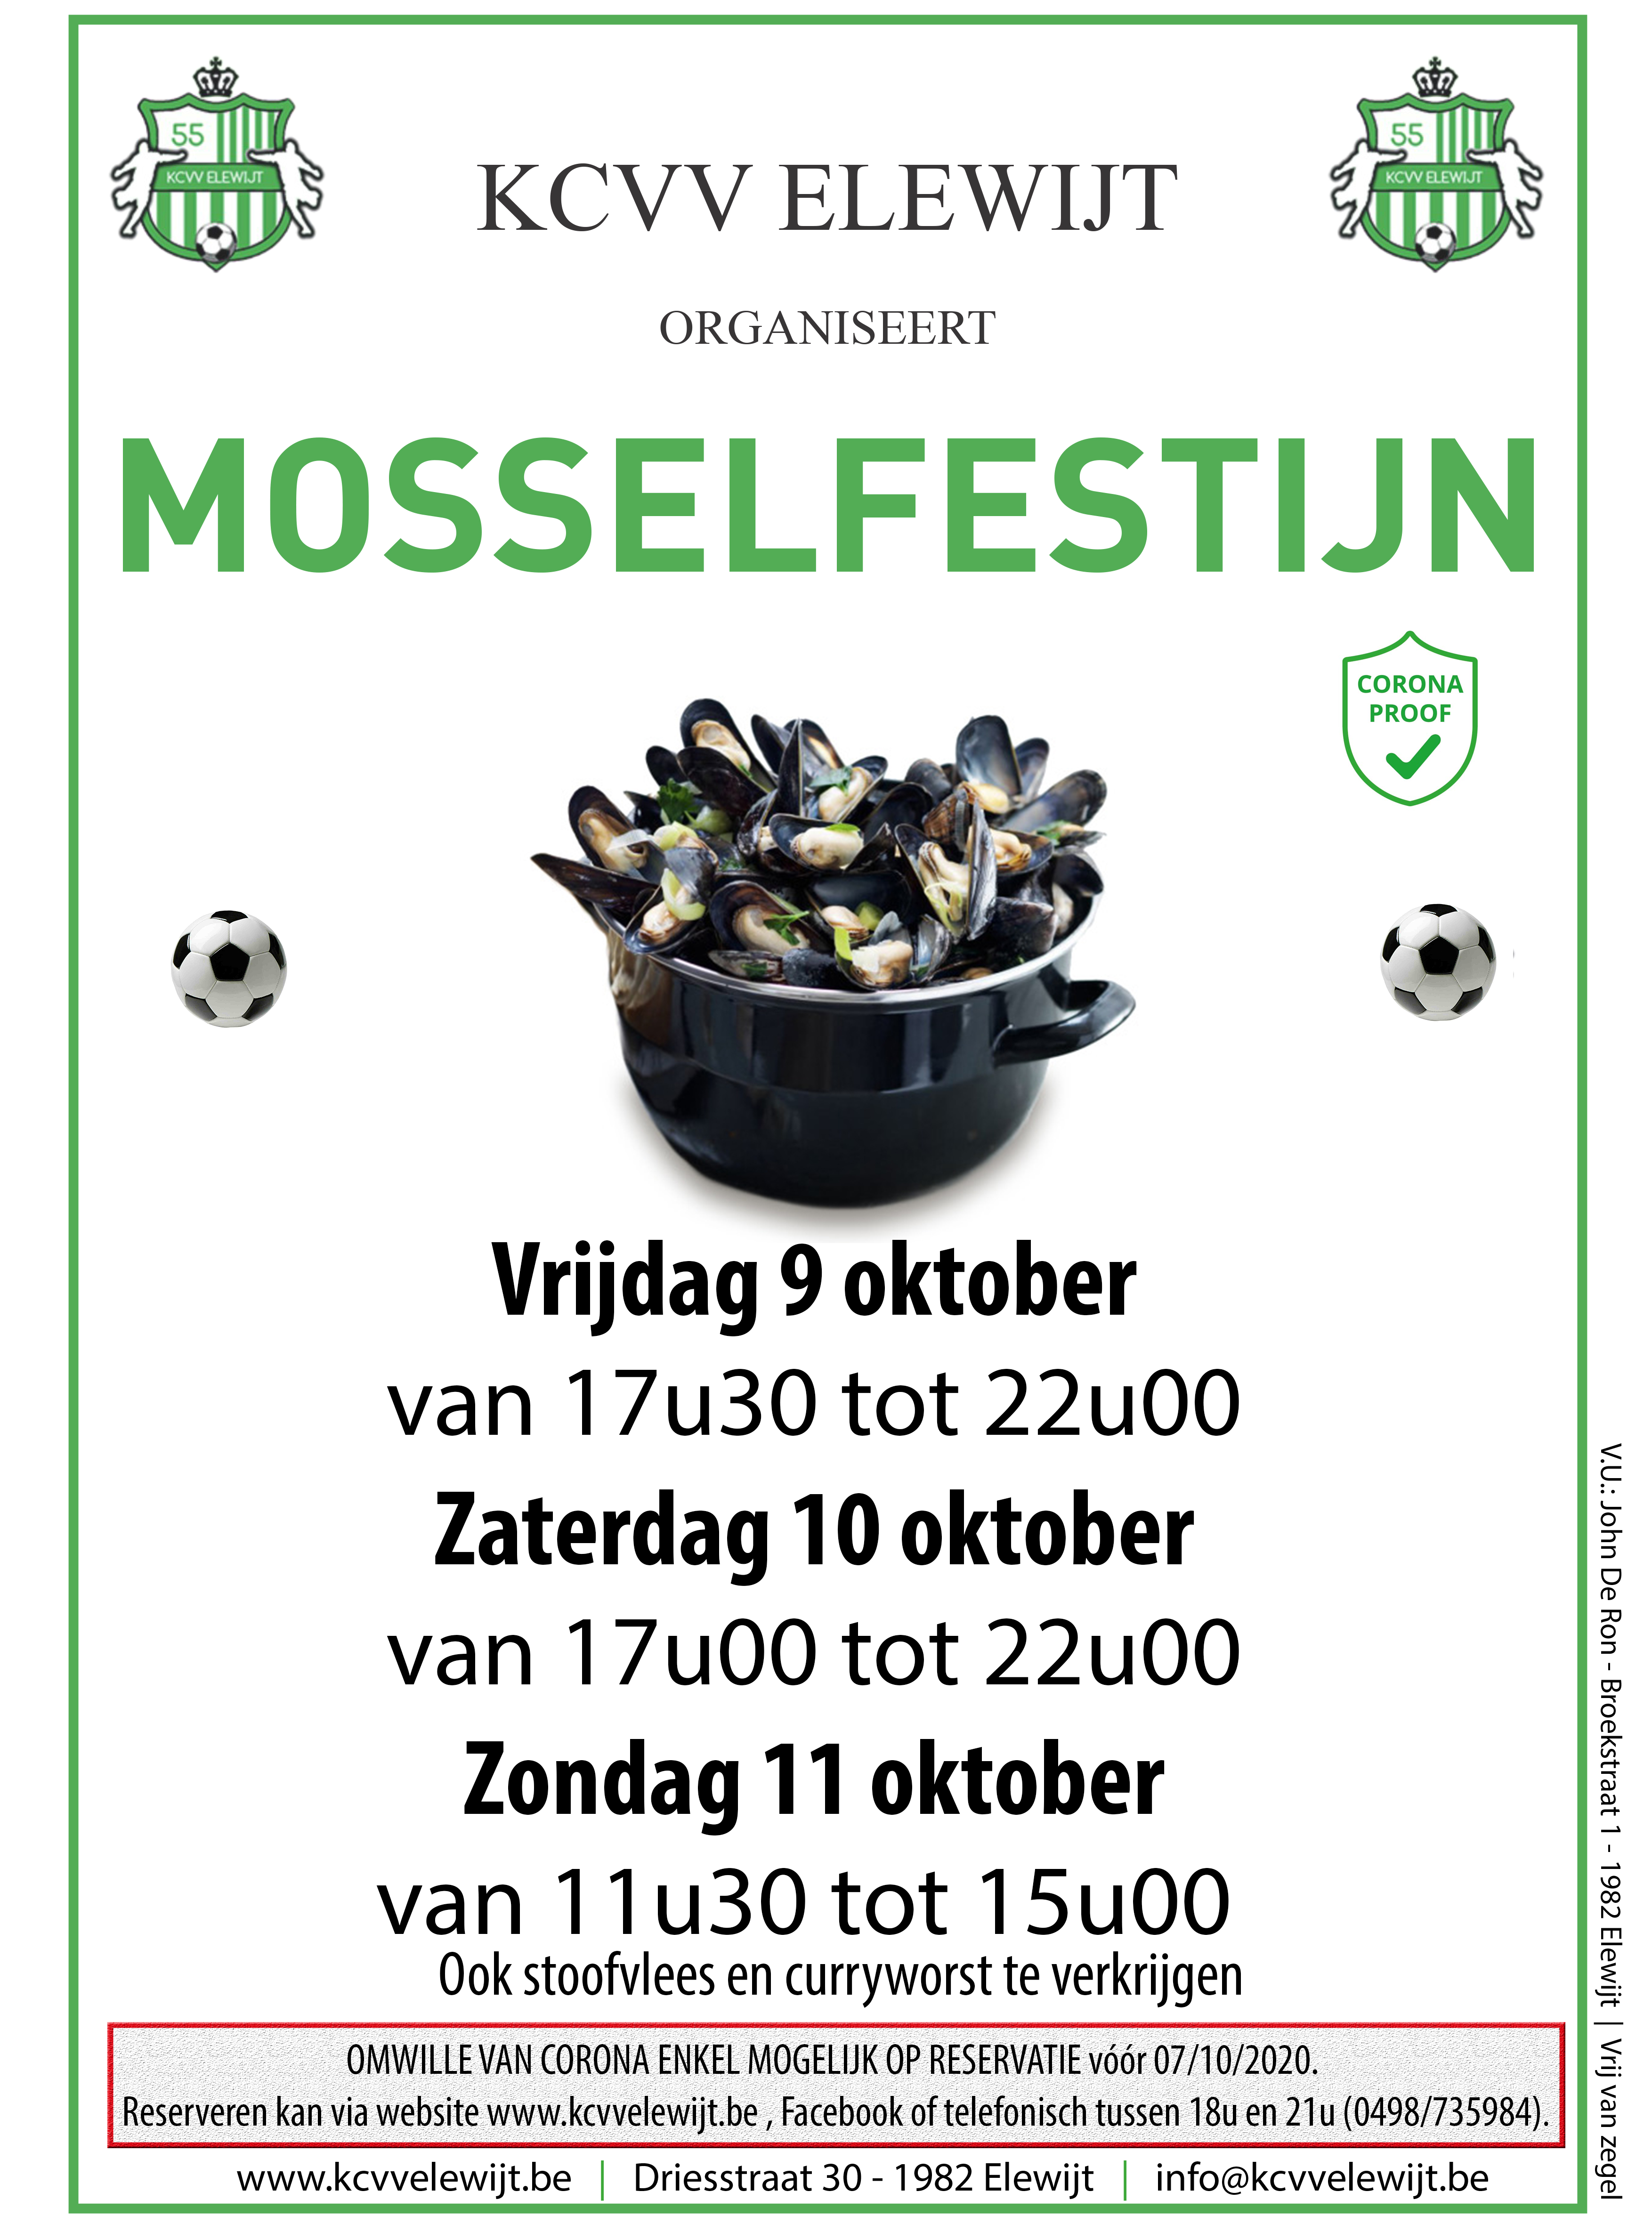 55
KCVV ELEWIJT
55
KCVV ELEWIJT
KCVV ELEWIJT
ORGANISEERT
MOSSELFESTIJN
CORONA
PROOF
Vrijdag 9 oktober
van 17u30 tot 22u00
Zaterdag 10 oktober
van 17u00 tot 22u00
Zondag 11 oktober
van 11u30 tot 15u00
Ook stoofvlees en curryworst te verkrijgen
OMWILLE VAN CORONA ENKEL MOGELIJK OP RESERVATIE vóór 07/10/2020.
Reserveren kan via website www.kcvvelewijt.be , Facebook of telefonisch tussen 18u en 21u (0498/735984).
www.kcvvelewijt.be | Driesstraat 30 - 1982 Elewijt | info@kcvvelewijt.be
V.U.: John De Ron - Broekstraat 1 - 1982 Elewijt | Vrij van zegel